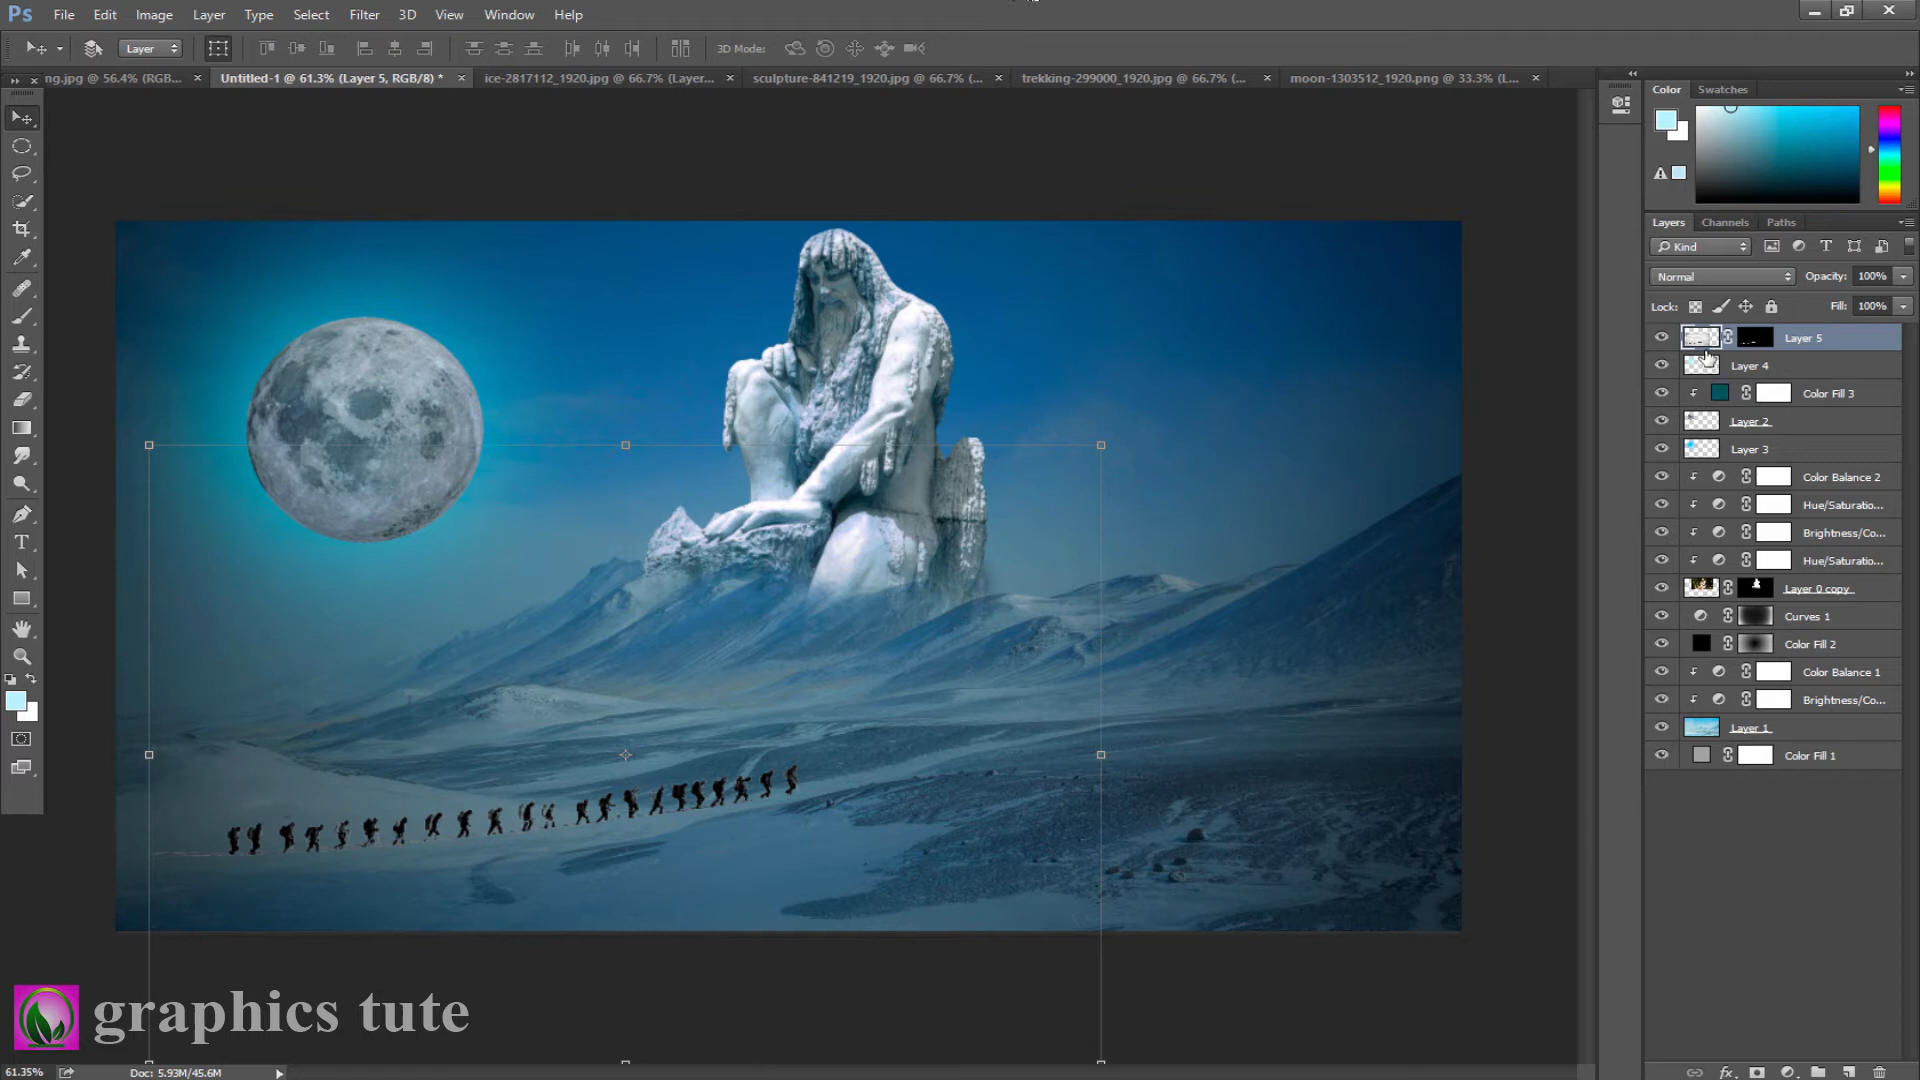 Ps File Edit Image Layer Type Select Filter 3D View Window Help
Layer 3D Mode:
ng.jpg @ 56.4% (RGB... Untitled-1 @ 61.3% (Layer 5, RGB/8) * ice-2817112_1920.jpg @ 66.7% (Layer... sculpture-841219_1920.jpg @ 66.7% (... trekking-299000_1920.jpg @ 66.7% (... moon-1303512_1920.png @ 33.3% (L...
Color Swatches
Layers Channels Paths
Kind
Normal Opacity: 100%
Lock: Fill: 100%
Layer 5
Layer 4
Color Fill 3
Layer 2
Layer 3
Color Balance 2
Hue/Saturatio...
Brightness/Co...
Hue/Saturatio...
Layer 0 copy
Curves 1
Color Fill 2
Color Balance 1
Brightness/Co...
Layer 1
Color Fill 1
graphics tute
61.35% Doc: 5.93M/45.6M
fx